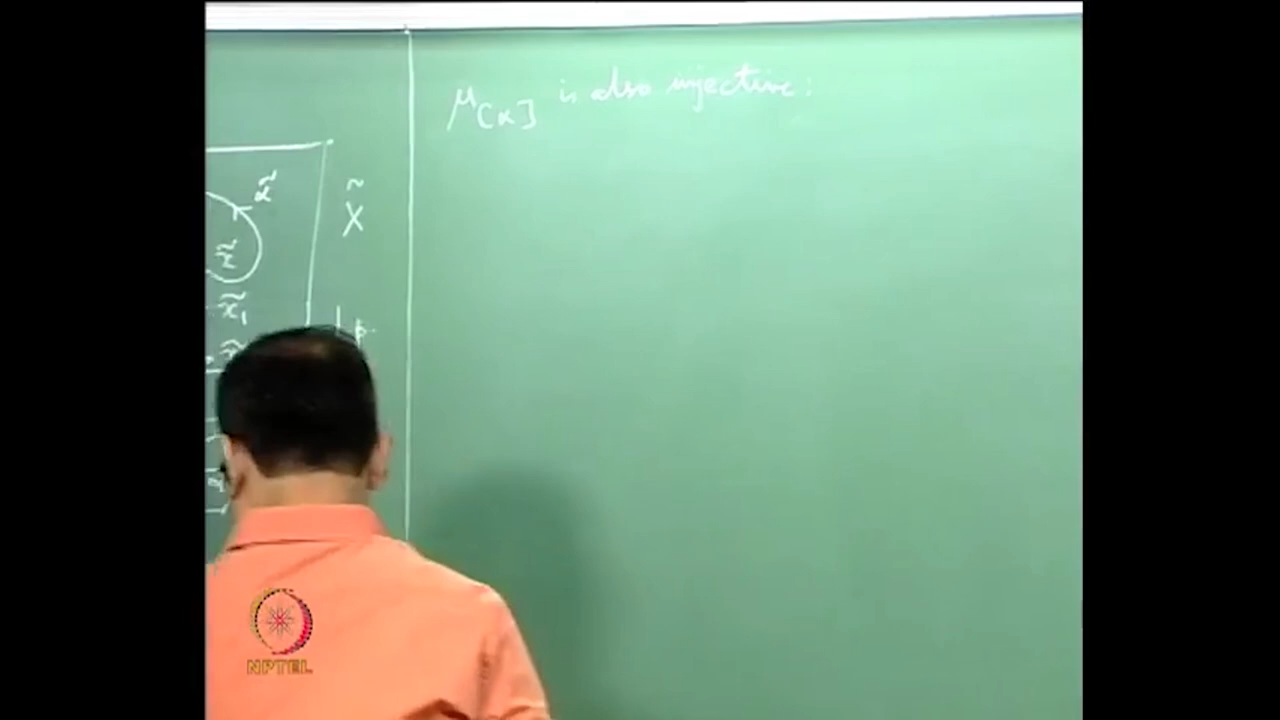 μ[α] is also injective:
X̃
x̃₁
p
NPTEL